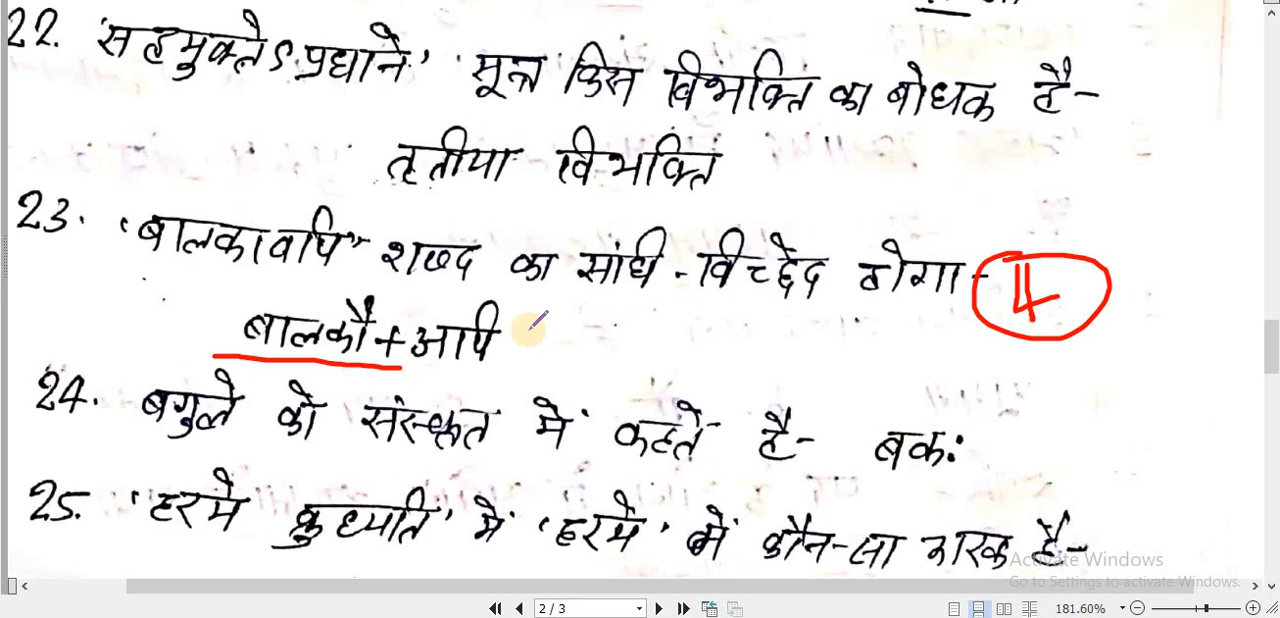 22. 'सहयुक्तेऽप्रधाने' सूत्र किस विभक्ति का बोधक है-
तृतीया विभक्ति
23. 'बालकावपि' शब्द का संधि-विच्छेद होगा-
बालकौ+अपि
24. बगुले को संस्कृत में कहते है- बकः
25. 'हरये क्रुध्यति' में 'हरये' में कौन-सा कारक है-
Activate Windows
Go to Settings to activate Windows.
2 / 3
181.60%